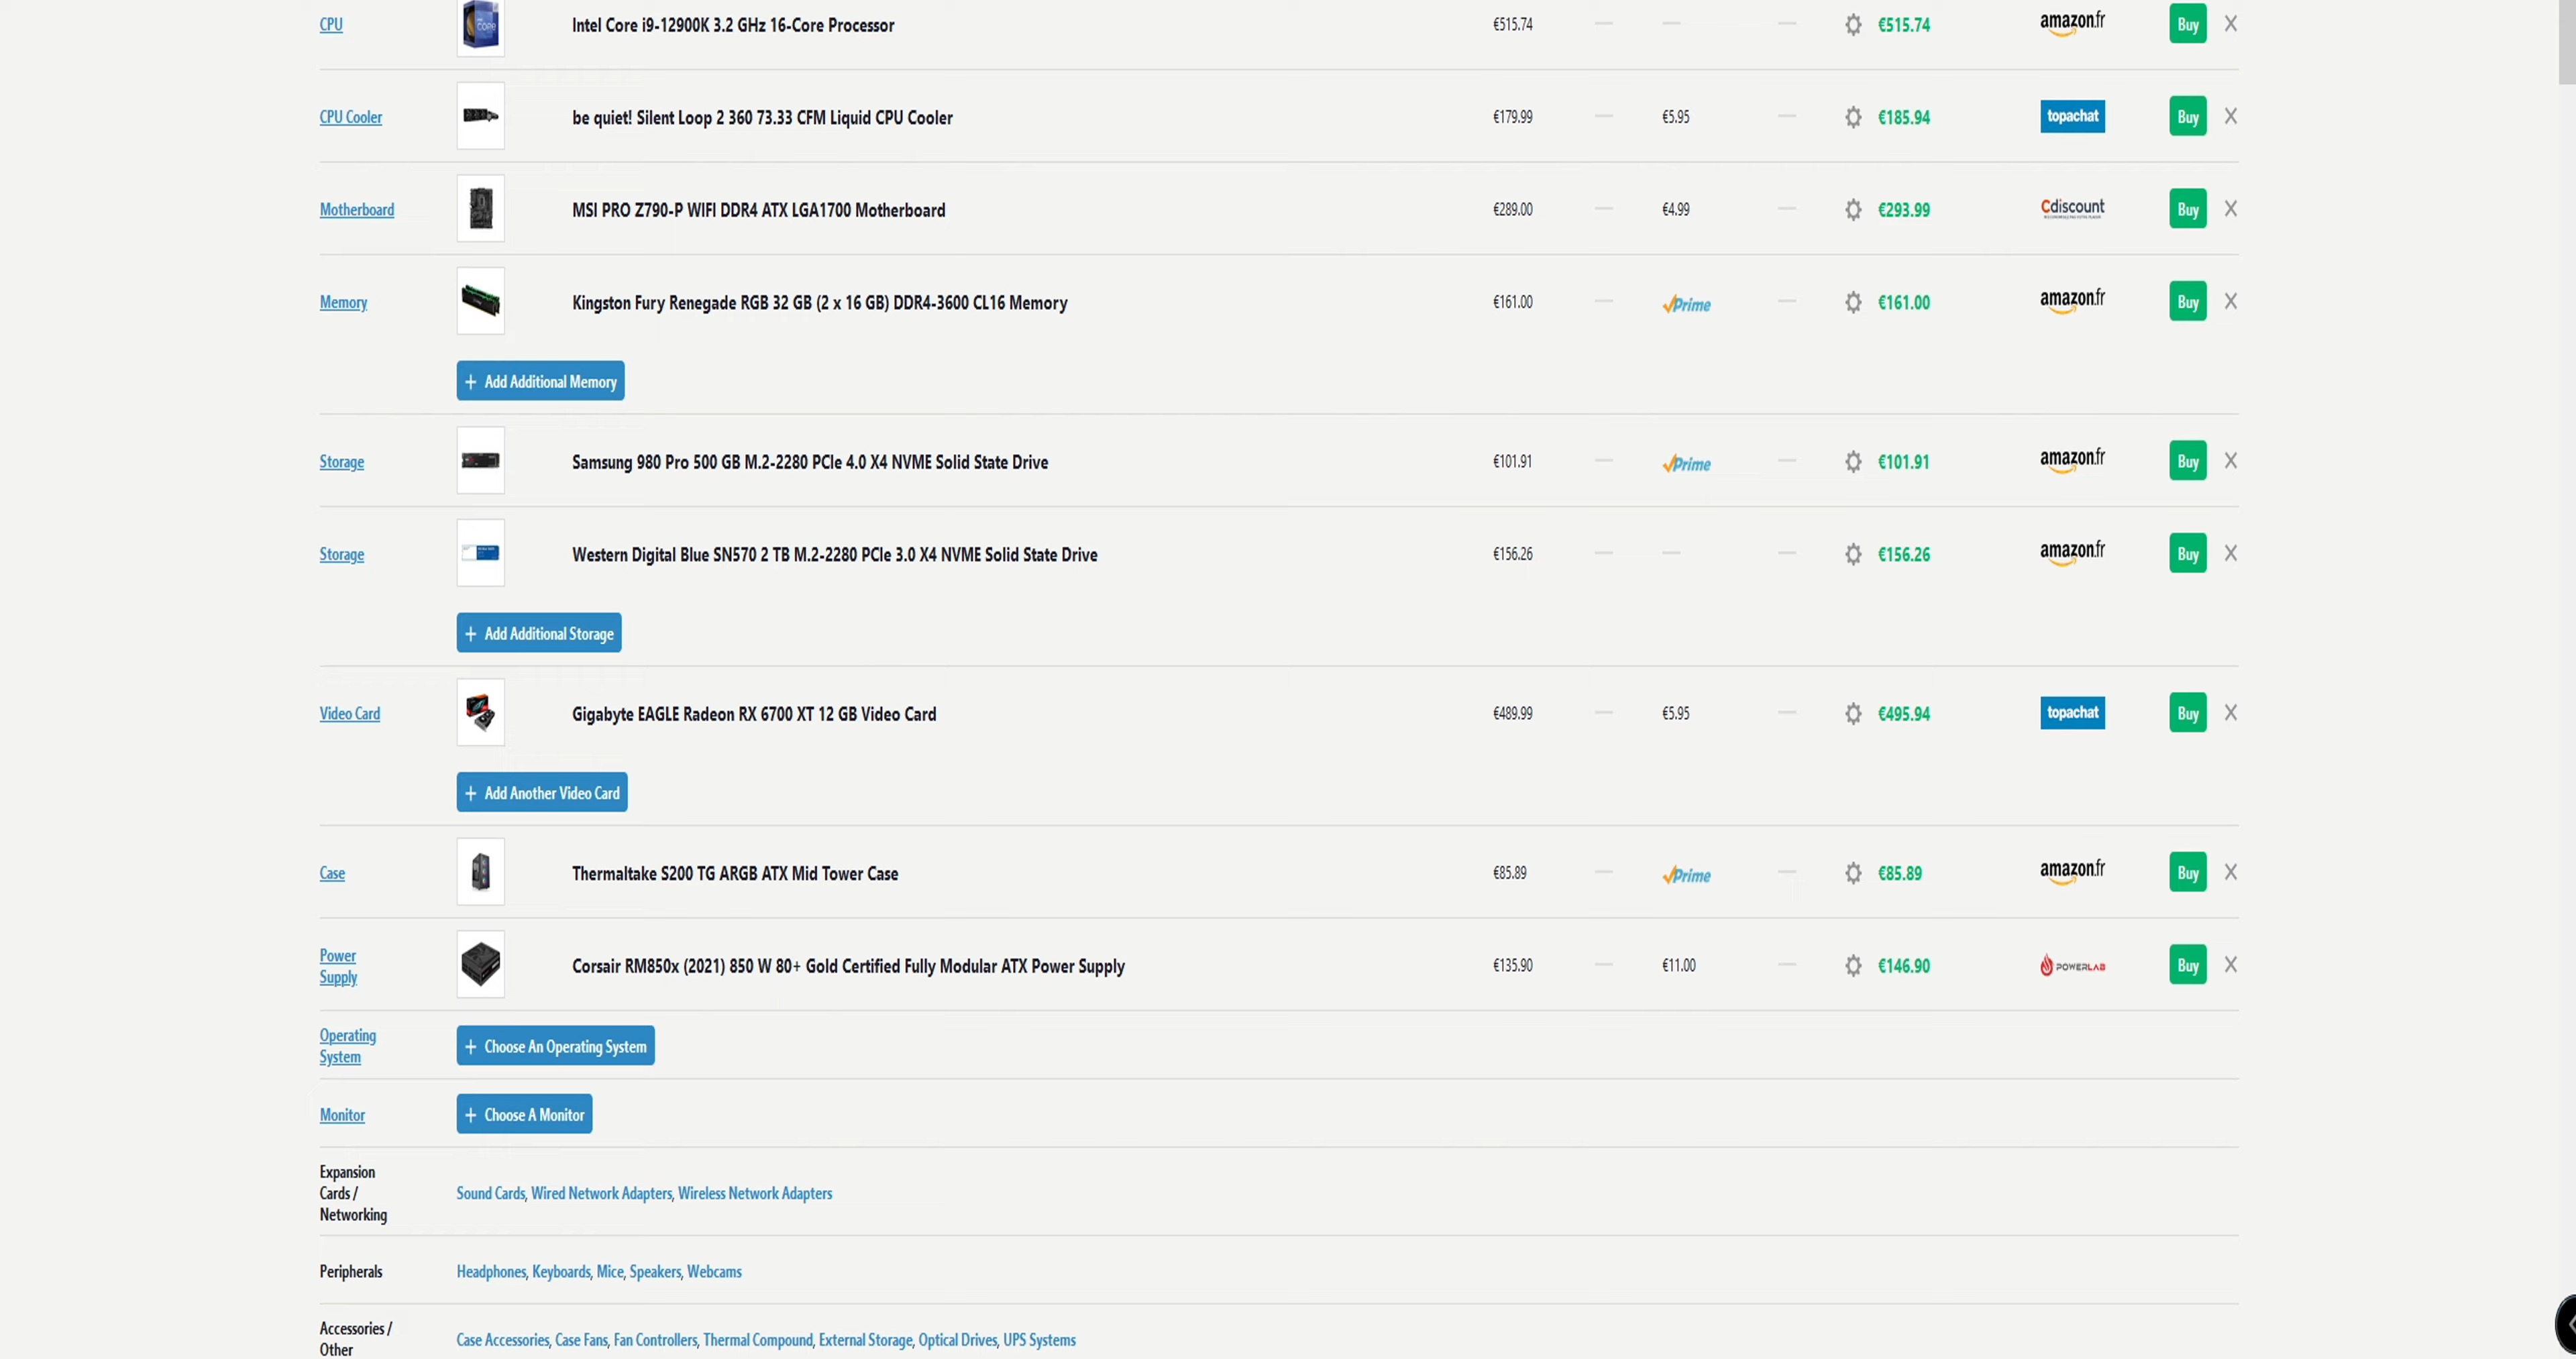 CPU Intel Core i9-12900K 3.2 GHz 16-Core Processor €515.74 — — — €515.74 amazon.fr Buy
CPU Cooler be quiet! Silent Loop 2 360 73.33 CFM Liquid CPU Cooler €179.99 — €5.95 — €185.94 topachat Buy
Motherboard MSI PRO Z790-P WIFI DDR4 ATX LGA1700 Motherboard €289.00 — €4.99 — €293.99 Cdiscount Buy
Memory Kingston Fury Renegade RGB 32 GB (2 x 16 GB) DDR4-3600 CL16 Memory €161.00 — Prime — €161.00 amazon.fr Buy
+ Add Additional Memory
Storage Samsung 980 Pro 500 GB M.2-2280 PCIe 4.0 X4 NVME Solid State Drive €101.91 — Prime — €101.91 amazon.fr Buy
Storage Western Digital Blue SN570 2 TB M.2-2280 PCIe 3.0 X4 NVME Solid State Drive €156.26 — — — €156.26 amazon.fr Buy
+ Add Additional Storage
Video Card Gigabyte EAGLE Radeon RX 6700 XT 12 GB Video Card €489.99 — €5.95 — €495.94 topachat Buy
+ Add Another Video Card
Case Thermaltake S200 TG ARGB ATX Mid Tower Case €85.89 — Prime — €85.89 amazon.fr Buy
Power
Supply
Corsair RM850x (2021) 850 W 80+ Gold Certified Fully Modular ATX Power Supply €135.90 — €11.00 — €146.90 POWERLAB Buy
Operating
System
+ Choose An Operating System
Monitor + Choose A Monitor
Expansion
Cards /
Networking
Sound Cards, Wired Network Adapters, Wireless Network Adapters
Peripherals Headphones, Keyboards, Mice, Speakers, Webcams
Accessories /
Other
Case Accessories, Case Fans, Fan Controllers, Thermal Compound, External Storage, Optical Drives, UPS Systems